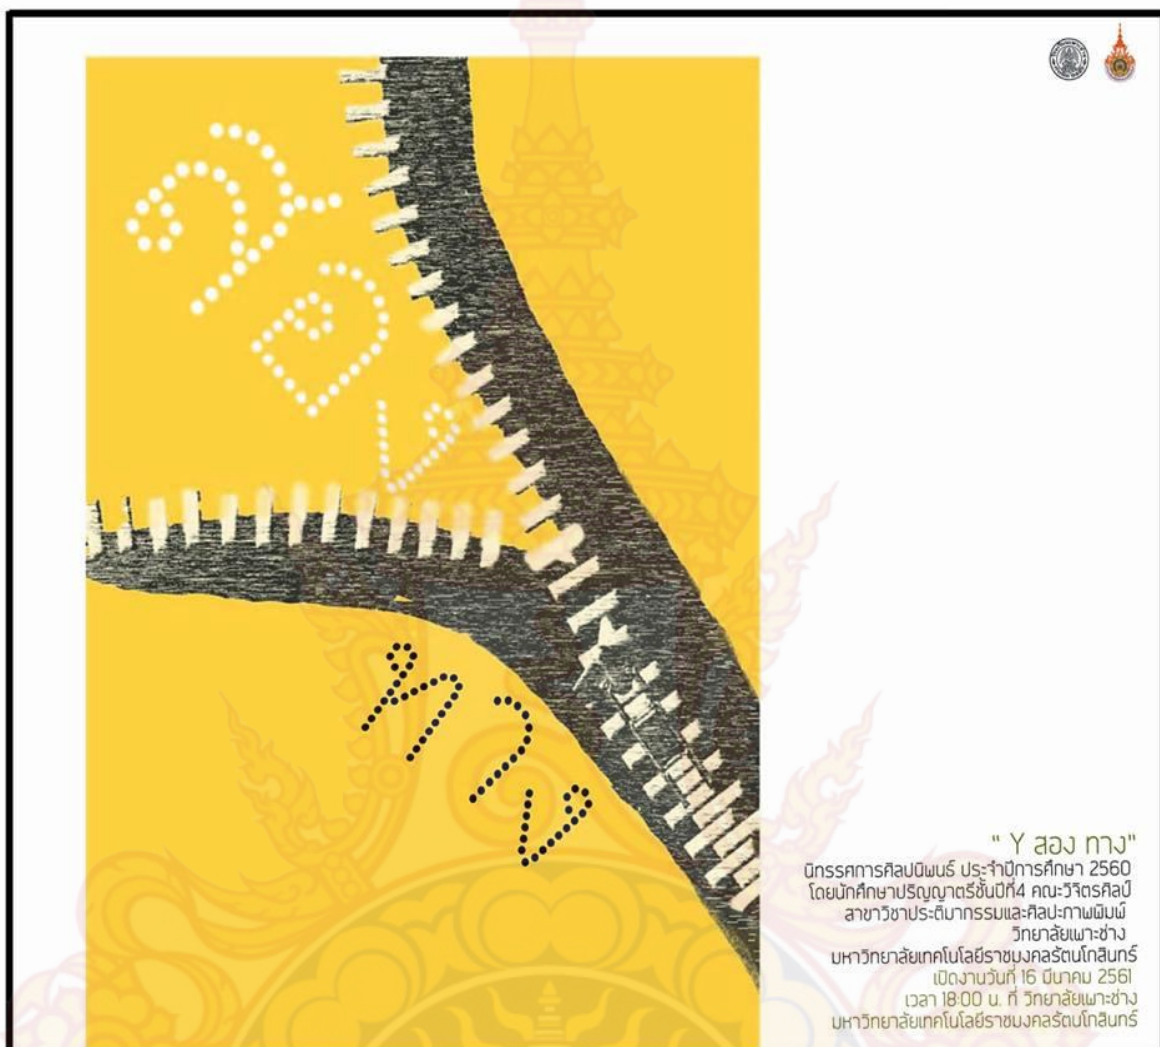 สอง
ทาง
" Y สอง ทาง"
นิทรรศการศิลปนิพนธ์ ประจำปีการศึกษา 2560
โดยนักศึกษาปริญญาตรีชั้นปีที่4 คณะวิจิตรศิลป์
สาขาวิชาประติมากรรมและศิลปะภาพพิมพ์
วิทยาลัยเพาะช่าง
มหาวิทยาลัยเทคโนโลยีราชมงคลรัตนโกสินทร์
เปิดงานวันที่ 16 มีนาคม 2561
เวลา 18:00 น. ที่ วิทยาลัยเพาะช่าง
มหาวิทยาลัยเทคโนโลยีราชมงคลรัตนโกสินทร์